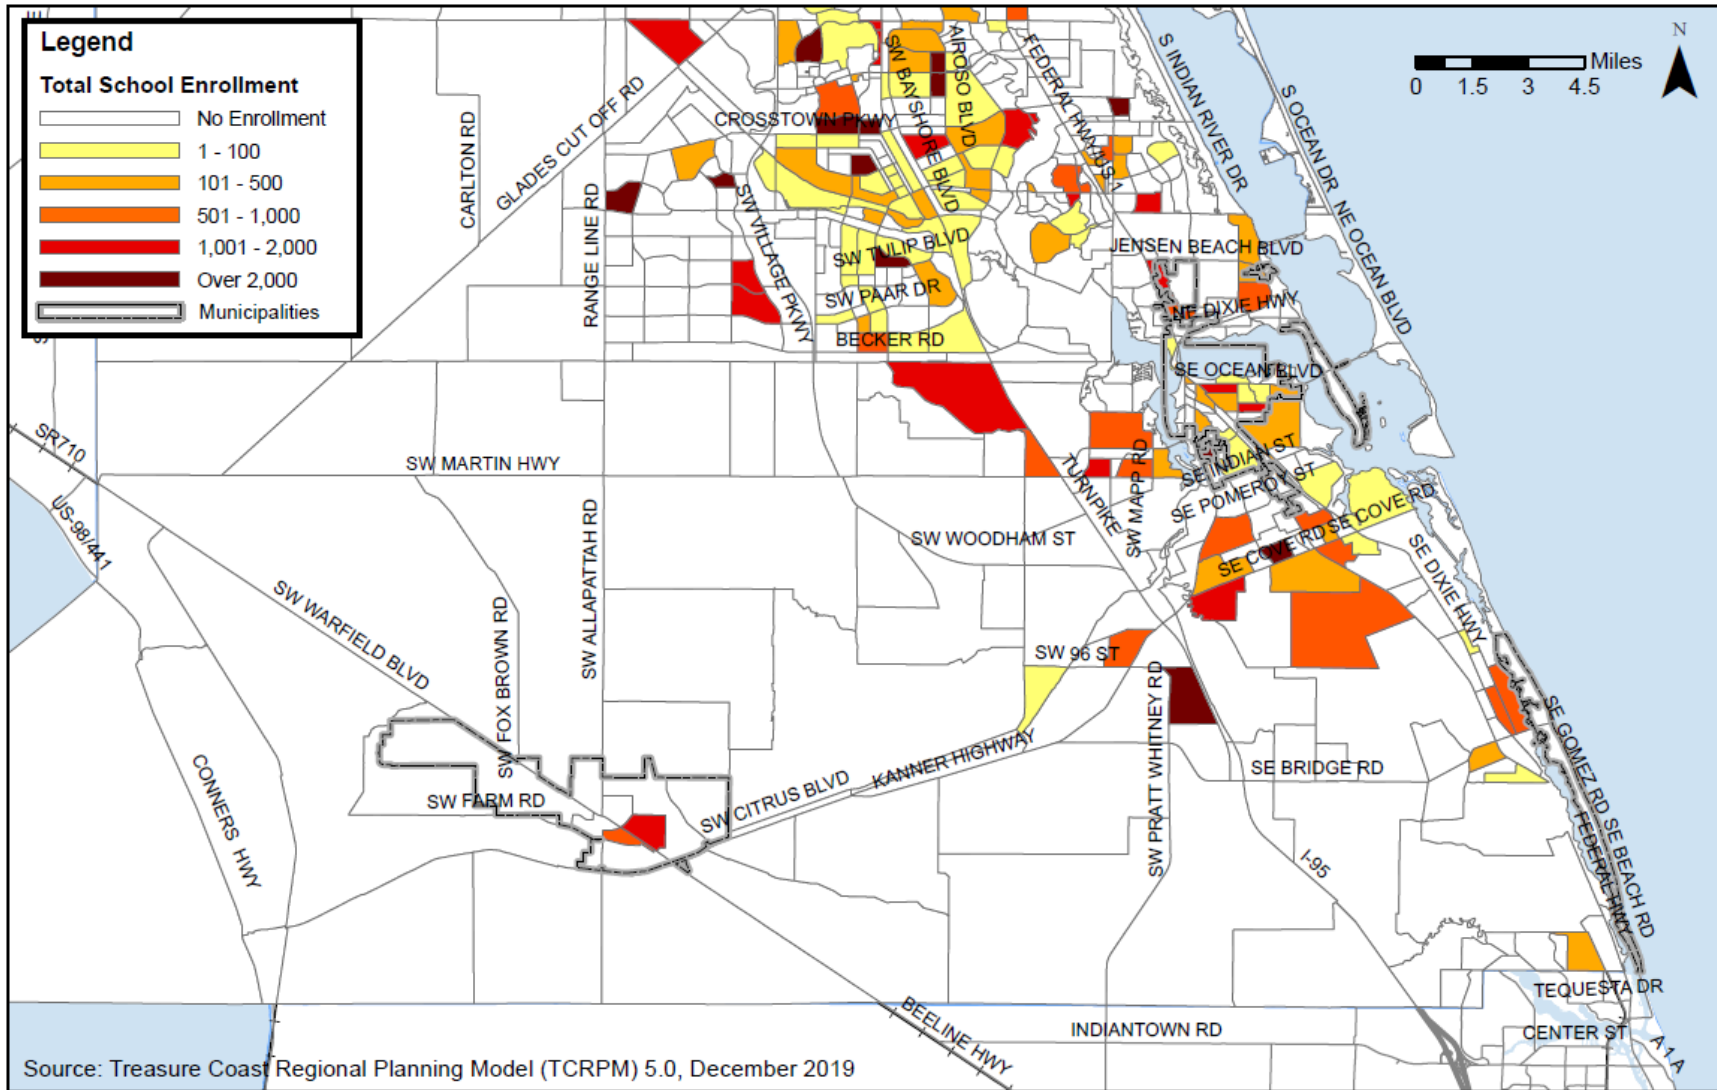 Legend
Total School Enrollment
No Enrollment
1 - 100
101 - 500
501 - 1,000
1,001 - 2,000
Over 2,000
Municipalities
N
0 1.5 3 4.5 Miles
CARLTON RD
GLADES CUT OFF RD
RANGE LINE RD
CROSSTOWN PKWY
SW BAYSHORE BLVD
AIROSO BLVD
FEDERAL HWY/US 1
S INDIAN RIVER DR
S OCEAN DR
NE OCEAN BLVD
SW VILLAGE PKWY
SW TULIP BLVD
SW PAAR DR
BECKER RD
JENSEN BEACH BLVD
NE DIXIE HWY
SE OCEAN BLVD
SR710
US-98/441
SW MARTIN HWY
TURNPIKE
SW MAPP RD
SE INDIAN ST
SE POMEROY ST
SE COVE RD
SE COVE RD
SW WOODHAM ST
SW ALLAPATTAH RD
SW FOX BROWN RD
SW WARFIELD BLVD
SE DIXIE HWY
SW 96 ST
SW PRATT WHITNEY RD
KANNER HIGHWAY
SW CITRUS BLVD
SW FARM RD
CONNERS HWY
SE BRIDGE RD
SE GOMEZ RD
SE BEACH RD
FEDERAL HWY
I-95
TEQUESTA DR
CENTER ST
A 1 A
INDIANTOWN RD
BEELINE HWY
Source: Treasure Coast Regional Planning Model (TCRPM) 5.0, December 2019